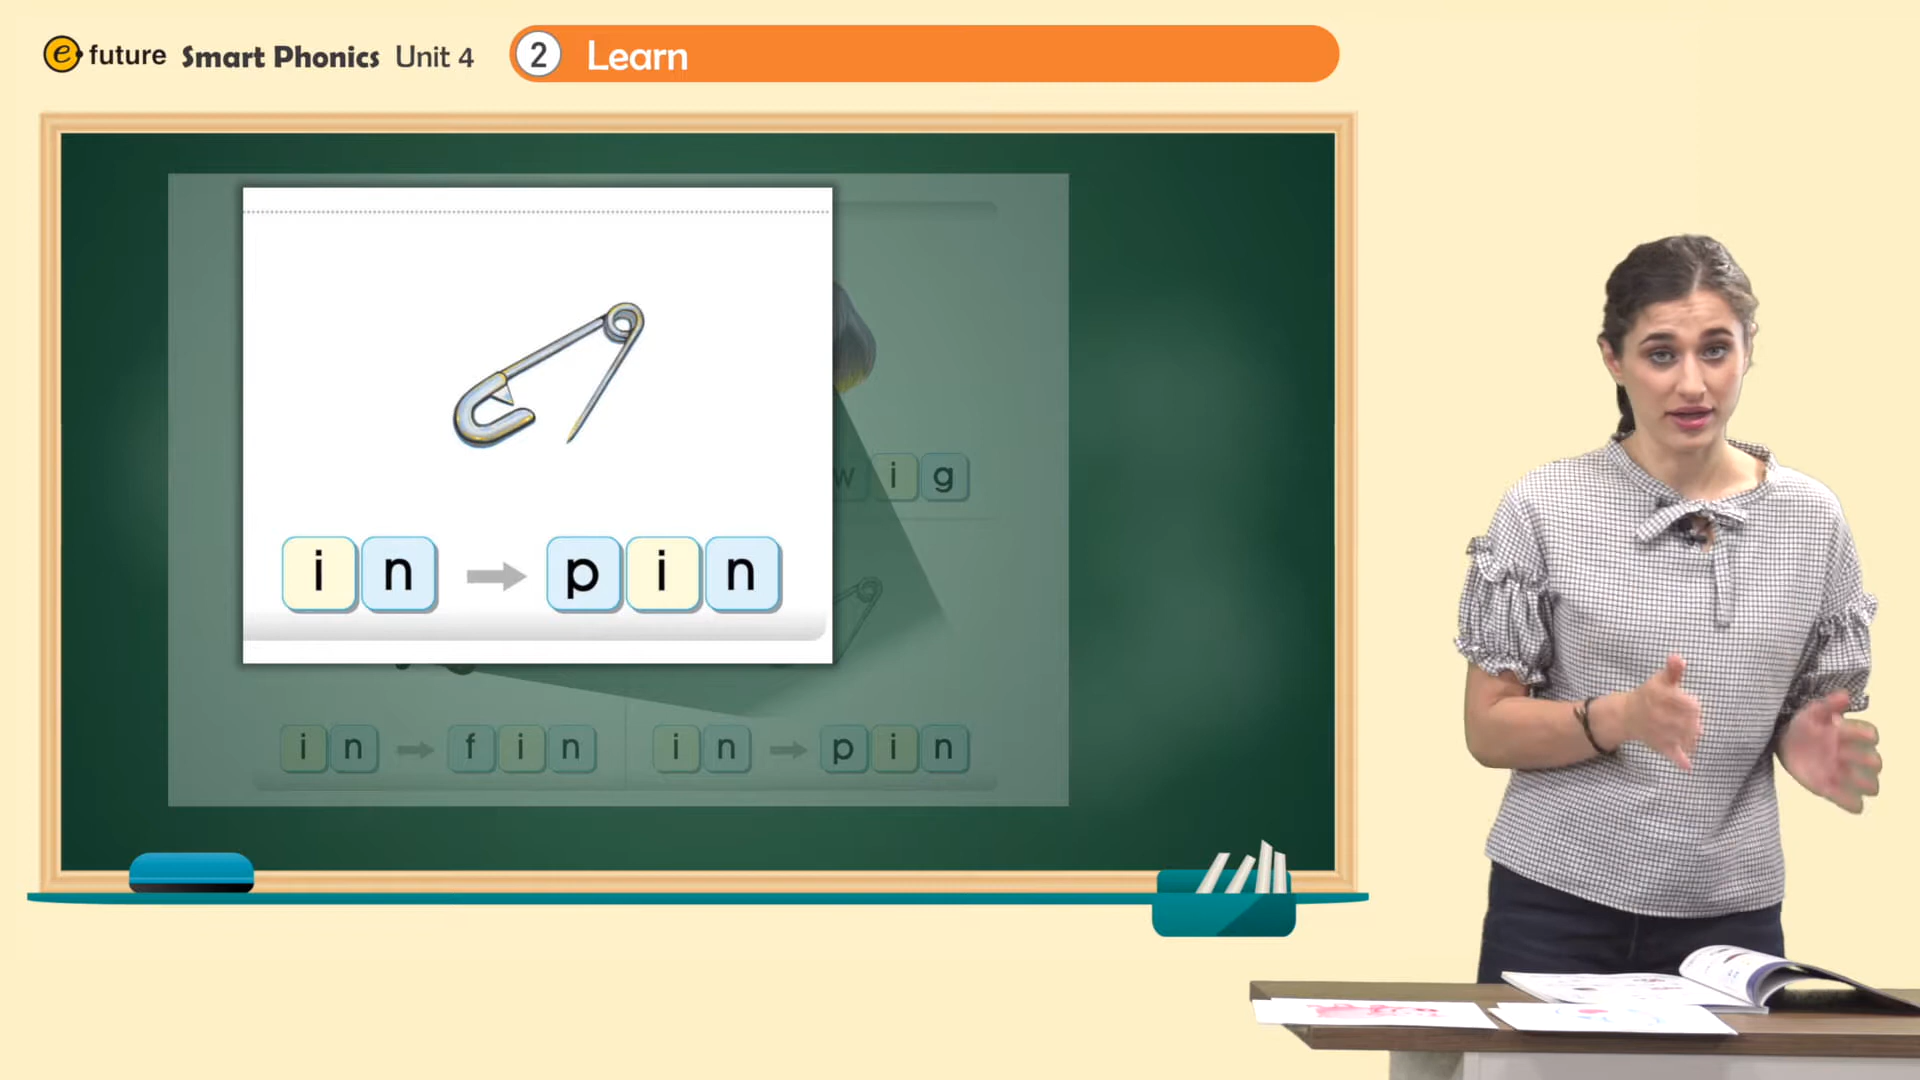 e future Smart Phonics Unit 4 2 Learn
w i g
i n → p i n
i n → f i n i n → p i n